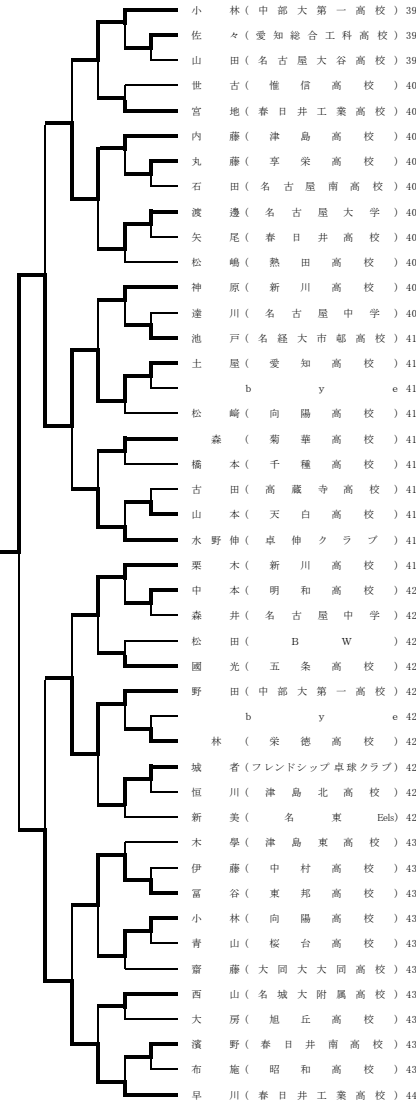 小林(中部大第一高校) 39
佐々(愛知総合工科高校) 39
山田(名古屋大谷高校) 39
世古(惟信高校) 40
宮地(春日井工業高校) 40
内藤(津島高校) 40
丸藤(享栄高校) 40
石田(名古屋南高校) 40
渡邊(名古屋大学) 40
矢尾(春日井高校) 40
松嶋(熱田高校) 40
神原(新川高校) 40
達川(名古屋中学) 40
池戸(名経大市邨高校) 41
土屋(愛知高校) 41
bye 41
松崎(向陽高校) 41
森(菊華高校) 41
橋本(千種高校) 41
古田(高蔵寺高校) 41
山本(天白高校) 41
水野伸(卓伸クラブ) 41
栗木(新川高校) 41
中本(明和高校) 42
森井(名古屋中学) 42
松田(BW) 42
國光(五条高校) 42
野田(中部大第一高校) 42
bye 42
林(栄徳高校) 42
城者(フレンドシップ卓球クラブ) 42
恒川(津島北高校) 42
新美(名東Eels) 42
木學(津島東高校) 43
伊藤(中村高校) 43
冨谷(東邦高校) 43
小林(向陽高校) 43
青山(桜台高校) 43
齋藤(大同大大同高校) 43
西山(名城大附属高校) 43
大房(旭丘高校) 43
濱野(春日井南高校) 43
布施(昭和高校) 43
早川(春日井工業高校) 44